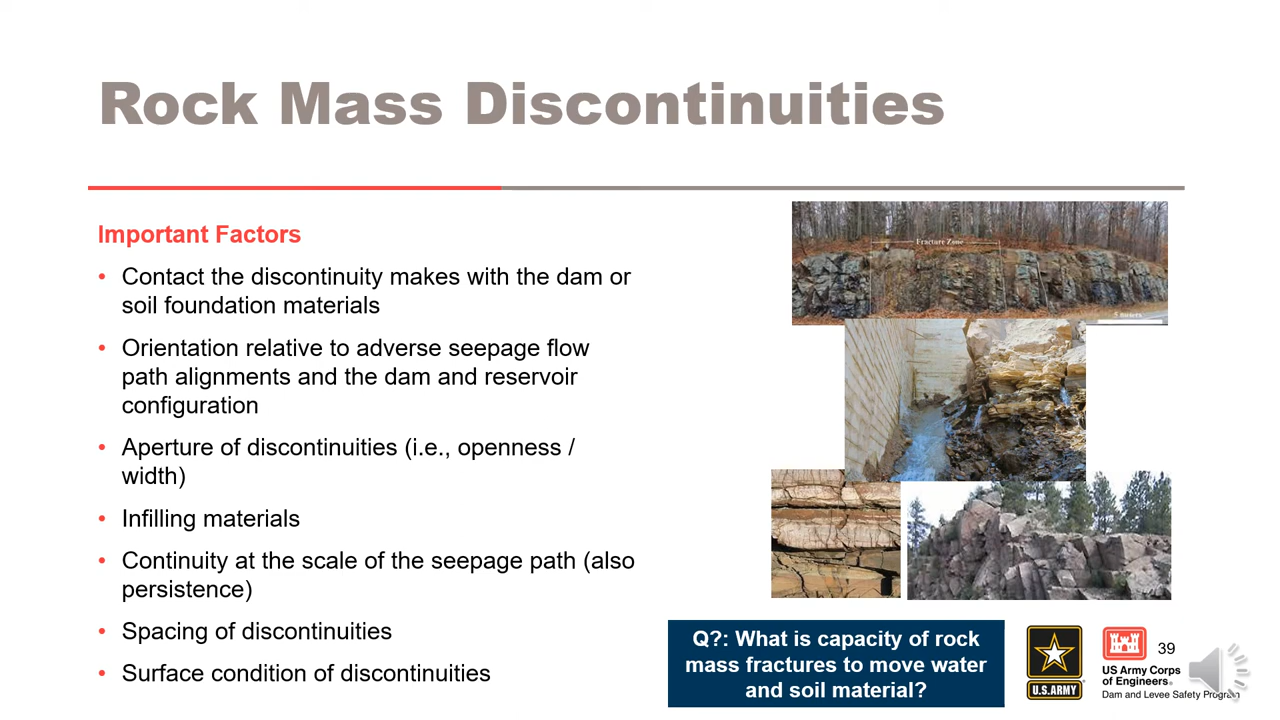 Rock Mass Discontinuities
Important Factors
• Contact the discontinuity makes with the dam or
soil foundation materials
• Orientation relative to adverse seepage flow
path alignments and the dam and reservoir
configuration
• Aperture of discontinuities (i.e., openness /
width)
• Infilling materials
• Continuity at the scale of the seepage path (also
persistence)
• Spacing of discontinuities
• Surface condition of discontinuities
Fracture Zone
5 meters
Q?: What is capacity of rock
mass fractures to move water
and soil material?
U.S.ARMY
39
US Army Corps
of Engineers®
Dam and Levee Safety Program